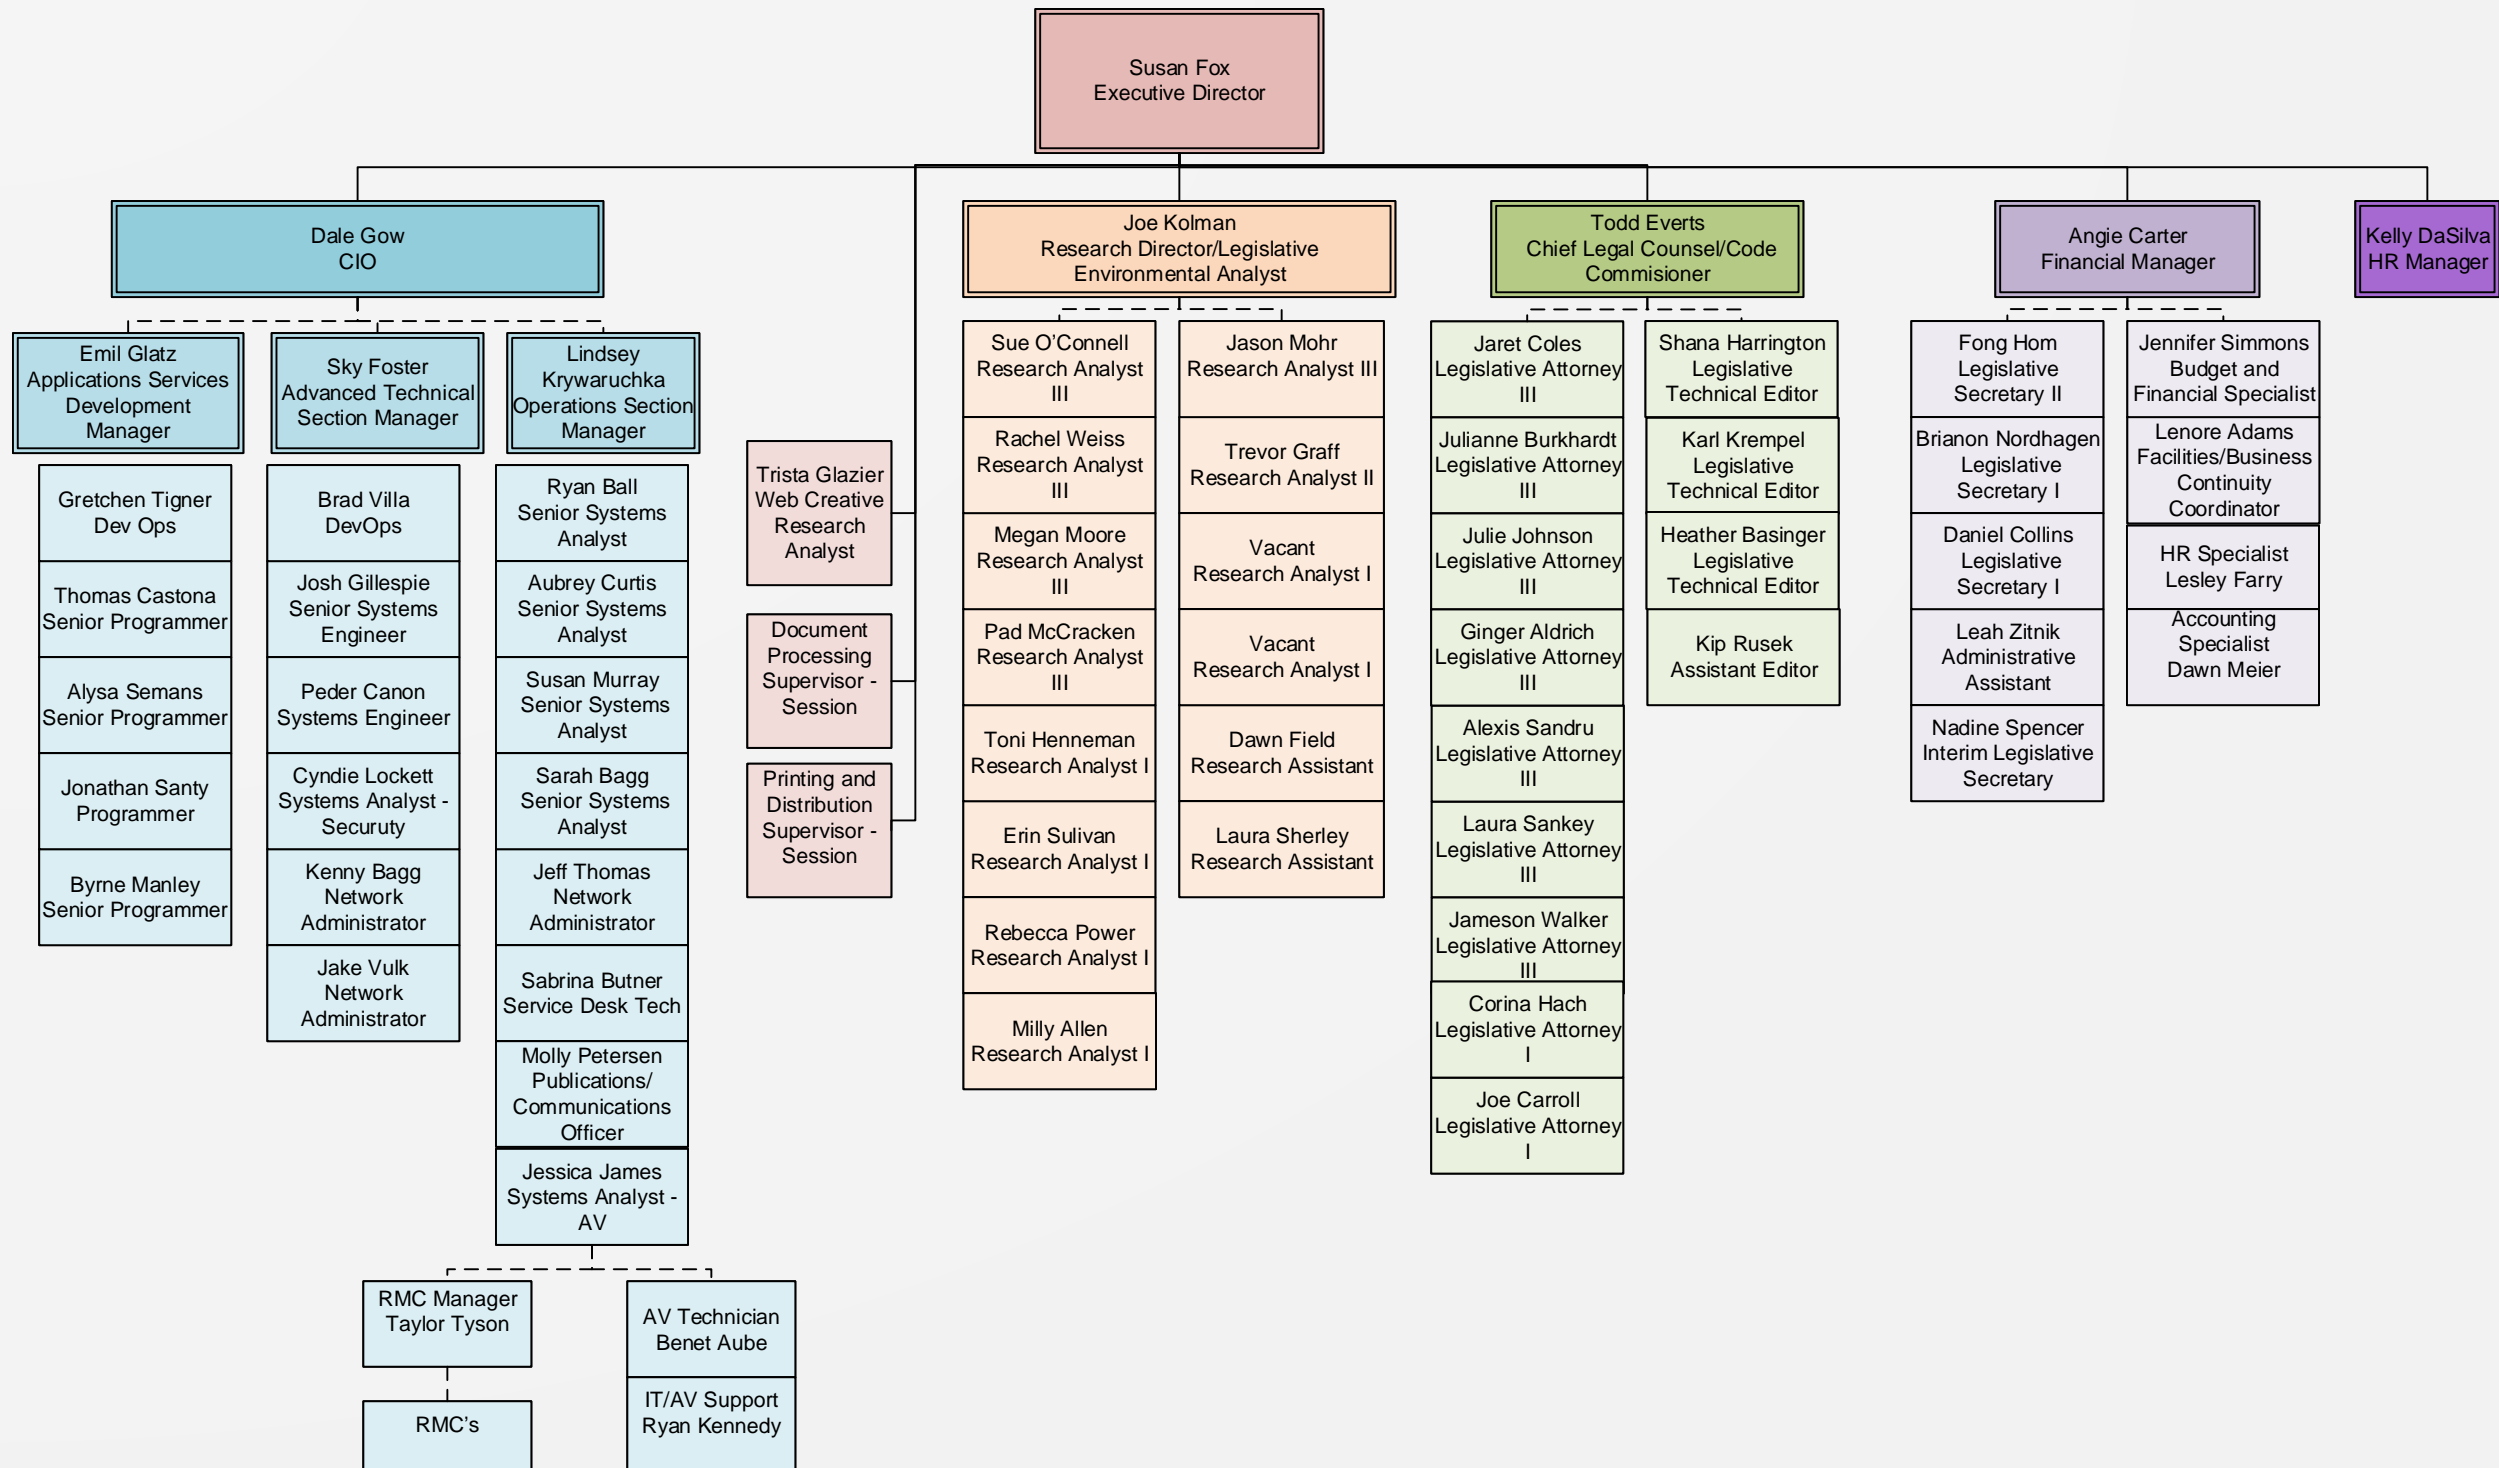 Susan Fox
Executive Director
Dale Gow
CIO
Joe Kolman
Research Director/Legislative
Environmental Analyst
Todd Everts
Chief Legal Counsel/Code
Commisioner
Angie Carter
Financial Manager
Kelly DaSilva
HR Manager
Emil Glatz
Applications Services
Development
Manager
Sky Foster
Advanced Technical
Section Manager
Lindsey
Krywaruchka
Operations Section
Manager
Gretchen Tigner
Dev Ops
Thomas Castona
Senior Programmer
Alysa Semans
Senior Programmer
Jonathan Santy
Programmer
Byrne Manley
Senior Programmer
Brad Villa
DevOps
Josh Gillespie
Senior Systems
Engineer
Peder Canon
Systems Engineer
Cyndie Lockett
Systems Analyst -
Securuty
Kenny Bagg
Network
Administrator
Jake Vulk
Network
Administrator
Ryan Ball
Senior Systems
Analyst
Aubrey Curtis
Senior Systems
Analyst
Susan Murray
Senior Systems
Analyst
Sarah Bagg
Senior Systems
Analyst
Jeff Thomas
Network
Administrator
Sabrina Butner
Service Desk Tech
Molly Petersen
Publications/
Communications
Officer
Jessica James
Systems Analyst -
AV
RMC Manager
Taylor Tyson
RMC's
AV Technician
Benet Aube
IT/AV Support
Ryan Kennedy
Trista Glazier
Web Creative
Research
Analyst
Document
Processing
Supervisor -
Session
Printing and
Distribution
Supervisor -
Session
Sue O'Connell
Research Analyst
III
Rachel Weiss
Research Analyst
III
Megan Moore
Research Analyst
III
Pad McCracken
Research Analyst
III
Toni Henneman
Research Analyst I
Erin Sulivan
Research Analyst I
Rebecca Power
Research Analyst I
Milly Allen
Research Analyst I
Jason Mohr
Research Analyst III
Trevor Graff
Research Analyst II
Vacant
Research Analyst I
Vacant
Research Analyst I
Dawn Field
Research Assistant
Laura Sherley
Research Assistant
Jaret Coles
Legislative Attorney
III
Julianne Burkhardt
Legislative Attorney
III
Julie Johnson
Legislative Attorney
III
Ginger Aldrich
Legislative Attorney
III
Alexis Sandru
Legislative Attorney
III
Laura Sankey
Legislative Attorney
III
Jameson Walker
Legislative Attorney
III
Corina Hach
Legislative Attorney
I
Joe Carroll
Legislative Attorney
I
Shana Harrington
Legislative
Technical Editor
Karl Krempel
Legislative
Technical Editor
Heather Basinger
Legislative
Technical Editor
Kip Rusek
Assistant Editor
Fong Hom
Legislative
Secretary II
Brianon Nordhagen
Legislative
Secretary I
Daniel Collins
Legislative
Secretary I
Leah Zitnik
Administrative
Assistant
Nadine Spencer
Interim Legislative
Secretary
Jennifer Simmons
Budget and
Financial Specialist
Lenore Adams
Facilities/Business
Continuity
Coordinator
HR Specialist
Lesley Farry
Accounting
Specialist
Dawn Meier